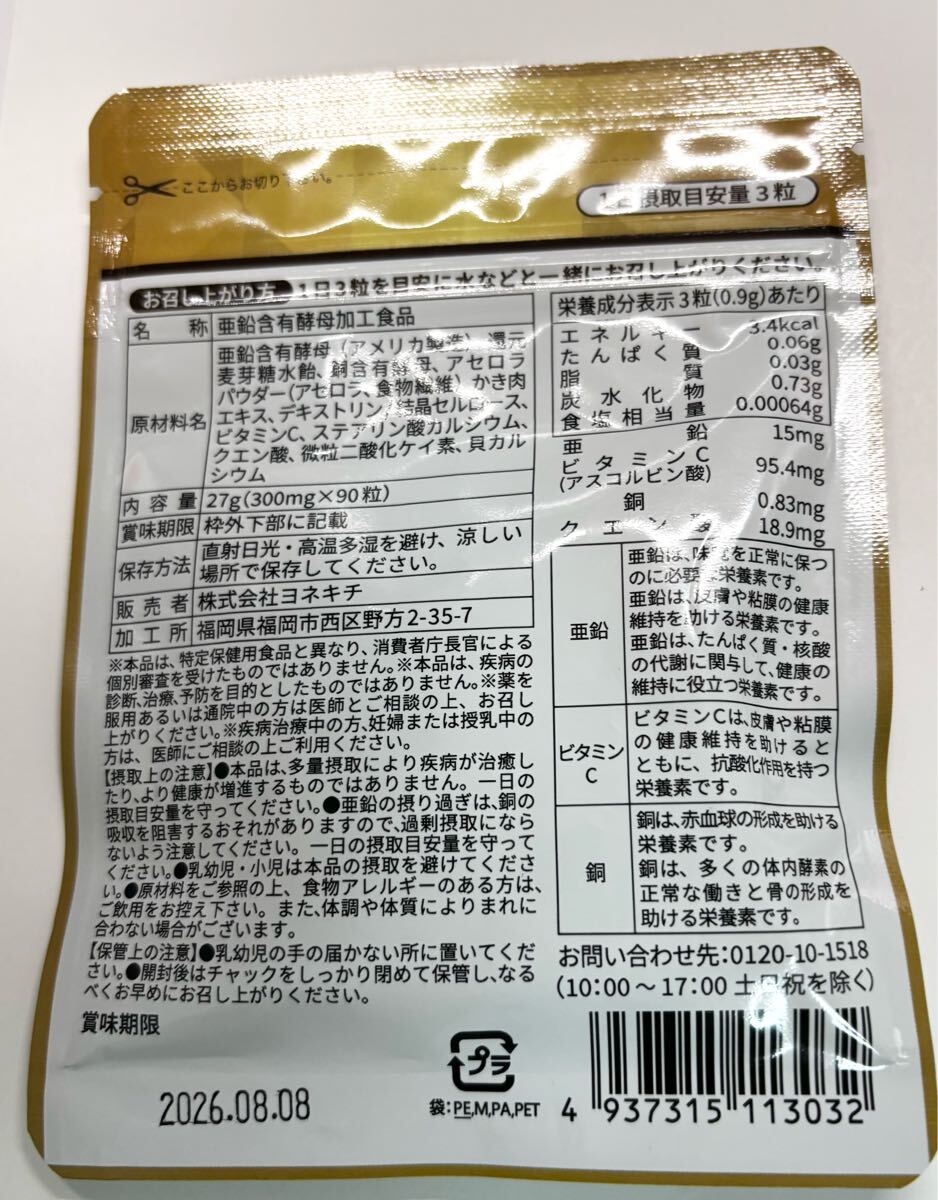 ここからお切り下さい。
1日摂取目安量3粒
お召し上がり方 1日3粒を目安に水などと一緒にお召し上がりください。
名称 亜鉛含有酵母加工食品
原材料名
亜鉛含有酵母(アメリカ製造)、還元
麦芽糖水飴、銅含有酵母、アセロラ
パウダー(アセロラ、食物繊維)かき肉
エキス、デキストリン/結晶セルロース、
ビタミンC、ステアリン酸カルシウム、
クエン酸、微粒二酸化ケイ素、貝カル
シウム
内容量 27g(300mg×90粒)
賞味期限 枠外下部に記載
保存方法
直射日光・高温多湿を避け、涼しい
場所で保存してください。
販売者 株式会社ヨネキチ
加工所 福岡県福岡市西区野方2-35-7
※本品は、特定保健用食品と異なり、消費者庁長官による
個別審査を受けたものではありません。※本品は、疾病の
診断、治療、予防を目的としたものではありません。※薬を
服用あるいは通院中の方は医師とご相談の上、お召し
上がりください。※疾病治療中の方、妊婦または授乳中の
方は、医師にご相談の上ご利用ください。
【摂取上の注意】●本品は、多量摂取により疾病が治癒し
たり、より健康が増進するものではありません。一日の
摂取目安量を守ってください。●亜鉛の摂り過ぎは、銅の
吸収を阻害するおそれがありますので、過剰摂取になら
ないよう注意してください。一日の摂取目安量を守って
ください。●乳幼児・小児は本品の摂取を避けてくださ
い。●原材料をご参照の上、食物アレルギーのある方は、
ご飲用をお控え下さい。また、体調や体質によりまれに
合わない場合がございます。
【保管上の注意】●乳幼児の手の届かない所に置いてくだ
さい。●開封後はチャックをしっかり閉めて保管し、なる
べくお早めにお召し上がりください。
賞味期限
2026.08.08
栄養成分表示3粒(0.9g)あたり
エネルギー 3.4kcal
たんぱく質 0.06g
脂質 0.03g
炭水化物 0.73g
食塩相当量 0.00064g
亜鉛 15mg
ビタミンC
(アスコルビン酸) 95.4mg
銅 0.83mg
クエン酸 18.9mg
亜鉛
亜鉛は、味覚を正常に保つ
のに必要な栄養素です。
亜鉛は、皮膚や粘膜の健康
維持を助ける栄養素です。
亜鉛は、たんぱく質・核酸
の代謝に関与して、健康の
維持に役立つ栄養素です。
ビタミン
C
ビタミンCは、皮膚や粘膜
の健康維持を助けると
ともに、抗酸化作用を持つ
栄養素です。
銅
銅は、赤血球の形成を助ける
栄養素です。
銅は、多くの体内酵素の
正常な働きと骨の形成を
助ける栄養素です。
お問い合わせ先:0120-10-1518
(10:00〜17:00 土日祝を除く)
プラ
袋:PE,M,PA,PET
4 937315 113032